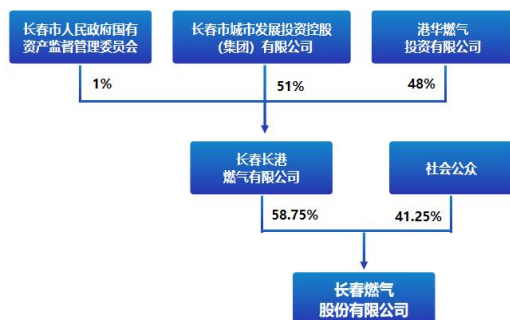 长春市人民政府国有
资产监督管理委员会
长春市城市发展投资控股
（集团）有限公司
港华燃气
投资有限公司
1%
51%
48%
长春长港
燃气有限公司
社会公众
58.75%
41.25%
长春燃气
股份有限公司